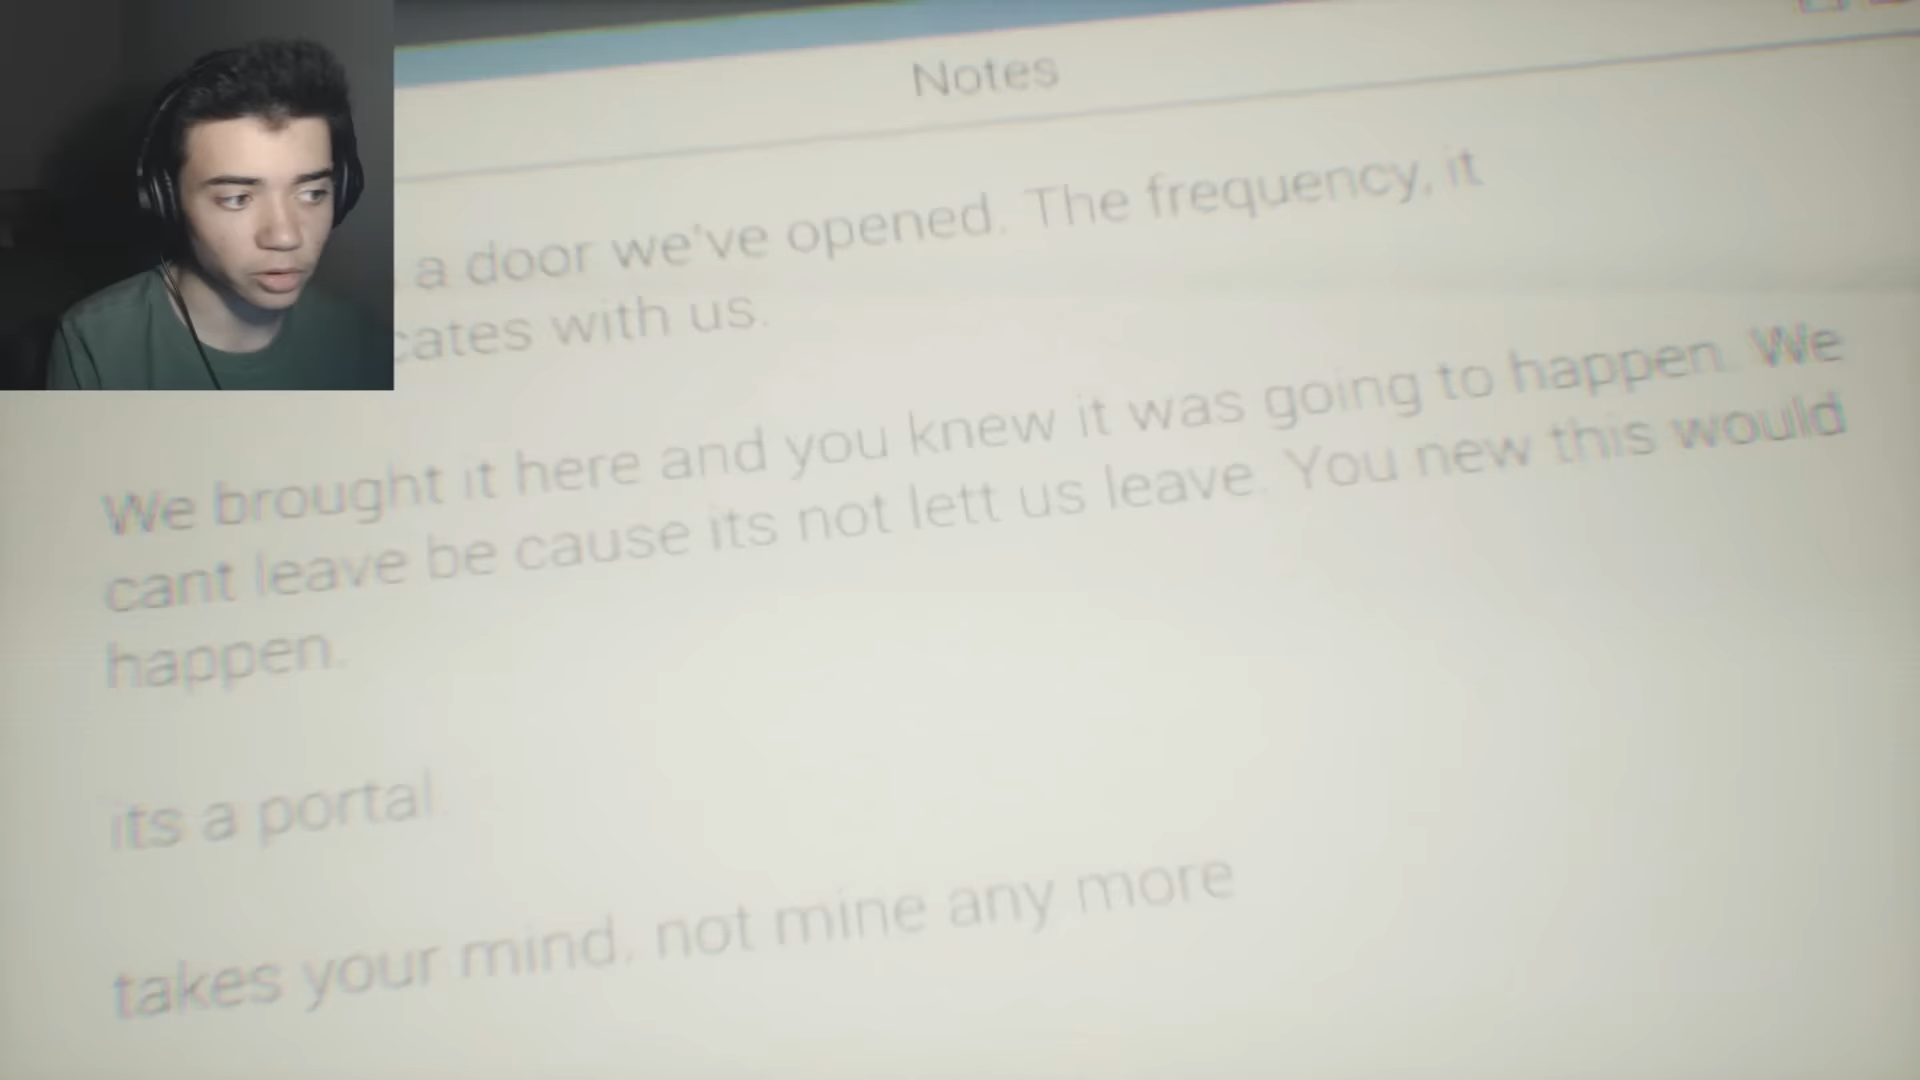 Notes
a door we've opened. The frequency, it
cates with us.
We brought it here and you knew it was going to happen. We
cant leave be cause its not lett us leave. You new this would
happen.
its a portal.
takes your mind, not mine any more